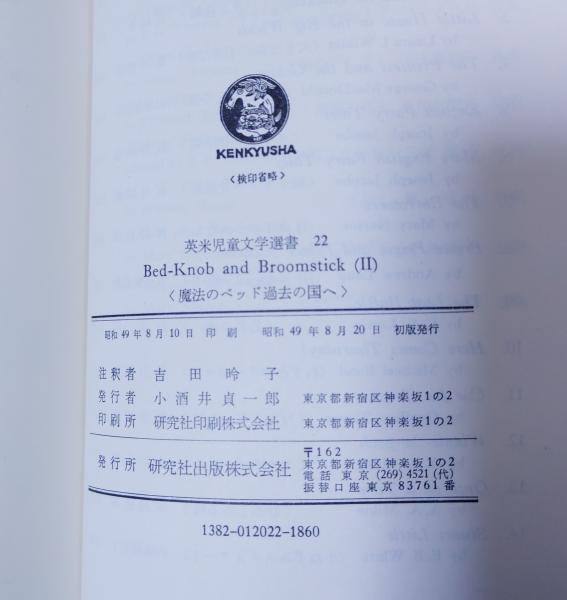 KENKYUSHA
〈検印省略〉
英米児童文学選書 22
Bed-Knob and Broomstick (II)
〈魔法のベッド過去の国へ〉
昭和49年8月10日 印刷 昭和49年8月20日 初版発行
注釈者 吉田昤子
発行者 小酒井貞一郎 東京都新宿区神楽坂1の2
印刷所 研究社印刷株式会社 東京都新宿区神楽坂1の2
発行所 研究社出版株式会社
〒162
東京都新宿区神楽坂1の2
電話 東京 (269) 4521 (代)
振替口座 東京 83761 番
1382-012022-1860